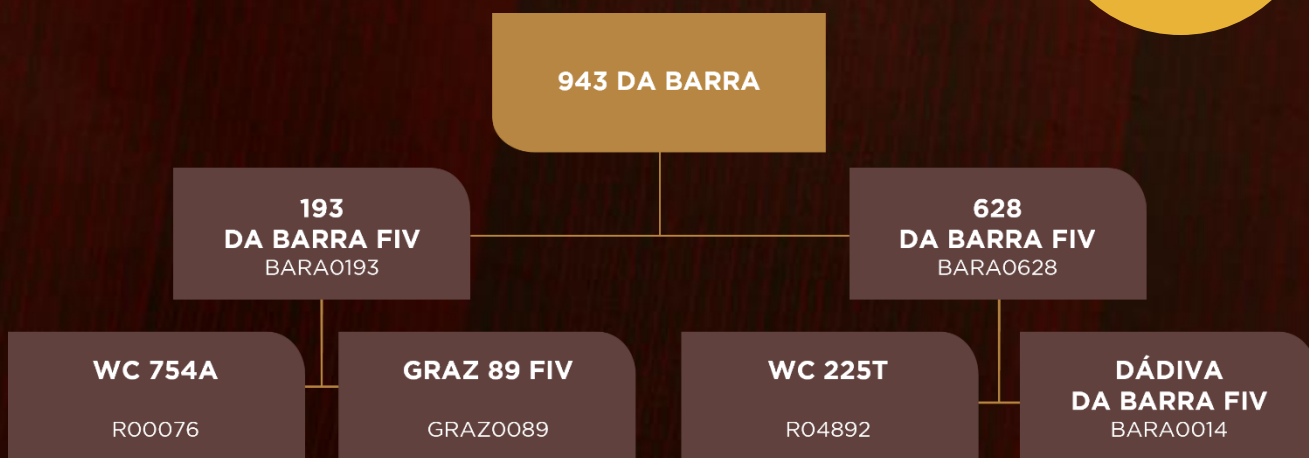 943 DA BARRA
193
DA BARRA FIV
BARA0193
628
DA BARRA FIV
BARA0628
WC 754A
R00076
GRAZ 89 FIV
GRAZ0089
WC 225T
R04892
DÁDIVA
DA BARRA FIV
BARA0014